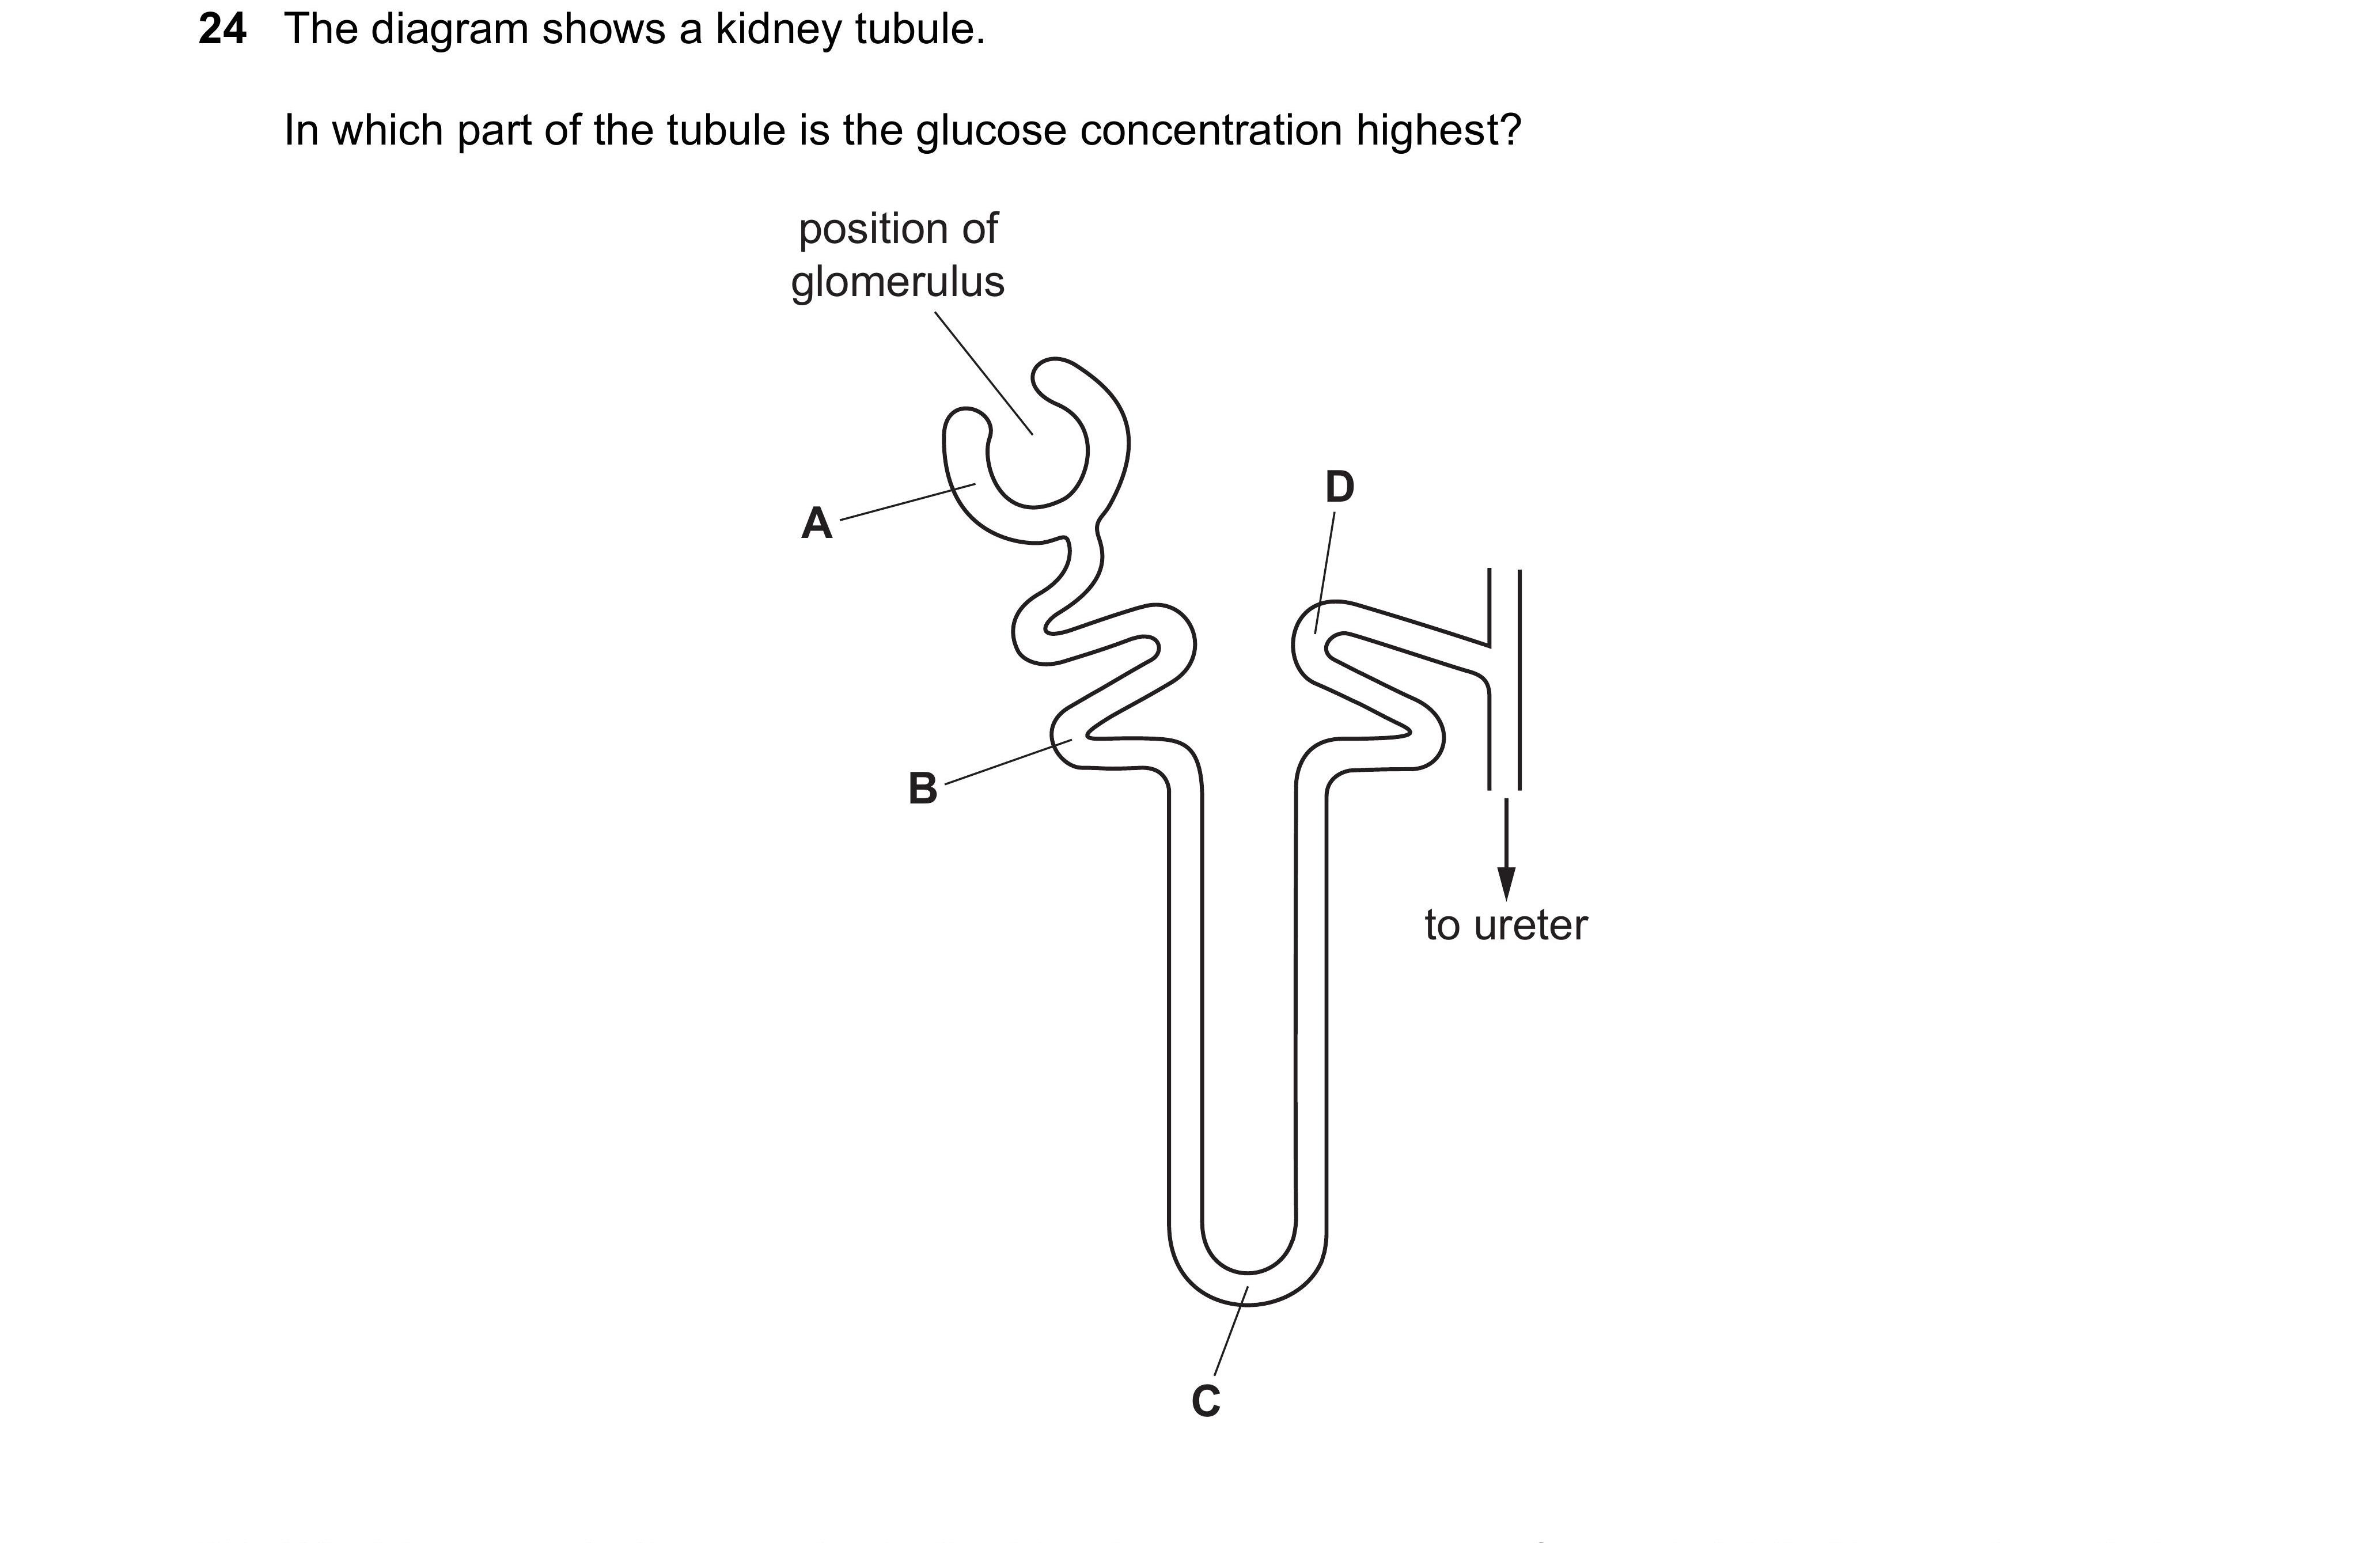 24 The diagram shows a kidney tubule.
In which part of the tubule is the glucose concentration highest?
position of
glomerulus
A
D
B
to ureter
C